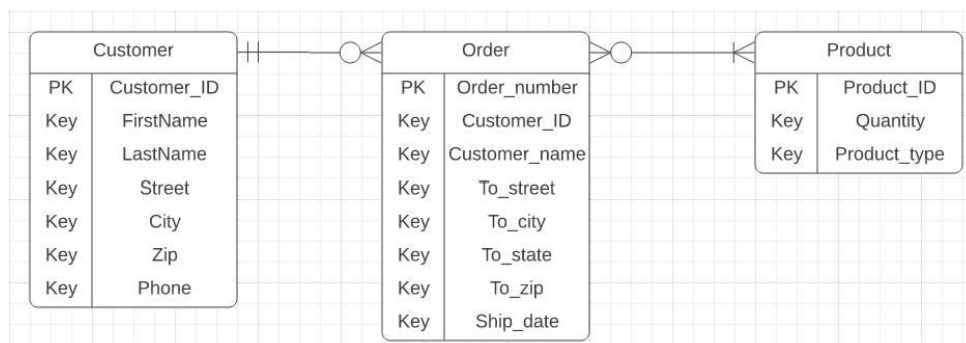 Customer
PK Customer_ID
Key FirstName
Key LastName
Key Street
Key City
Key Zip
Key Phone
Order
PK Order_number
Key Customer_ID
Key Customer_name
Key To_street
Key To_city
Key To_state
Key To_zip
Key Ship_date
Product
PK Product_ID
Key Quantity
Key Product_type